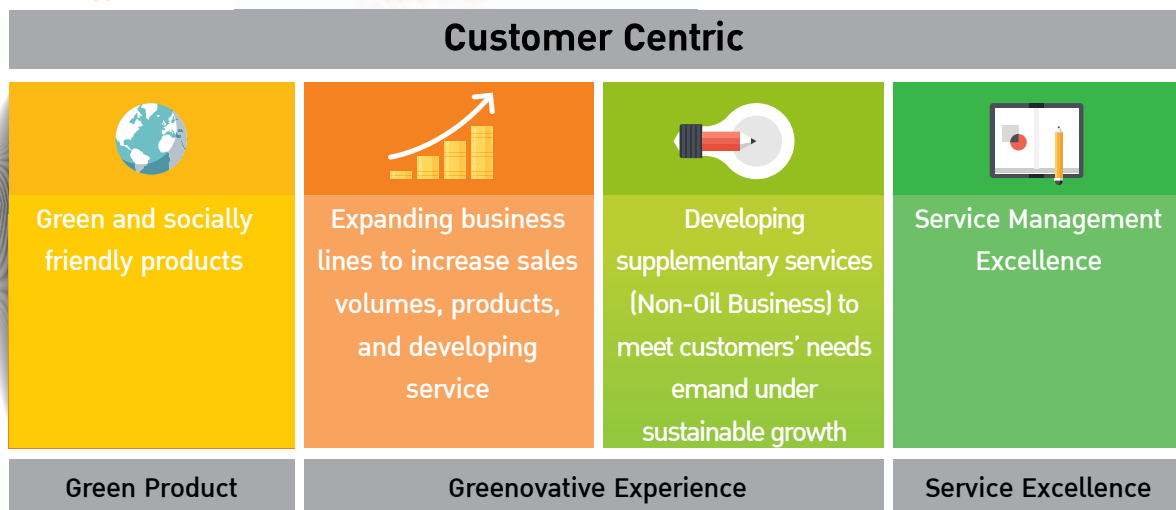 Customer Centric
Green and socially
friendly products
Expanding business
lines to increase sales
volumes, products,
and developing
service
Developing
supplementary services
(Non-Oil Business) to
meet customers’ needs
emand under
sustainable growth
Service Management
Excellence
Green Product
Greenovative Experience
Service Excellence